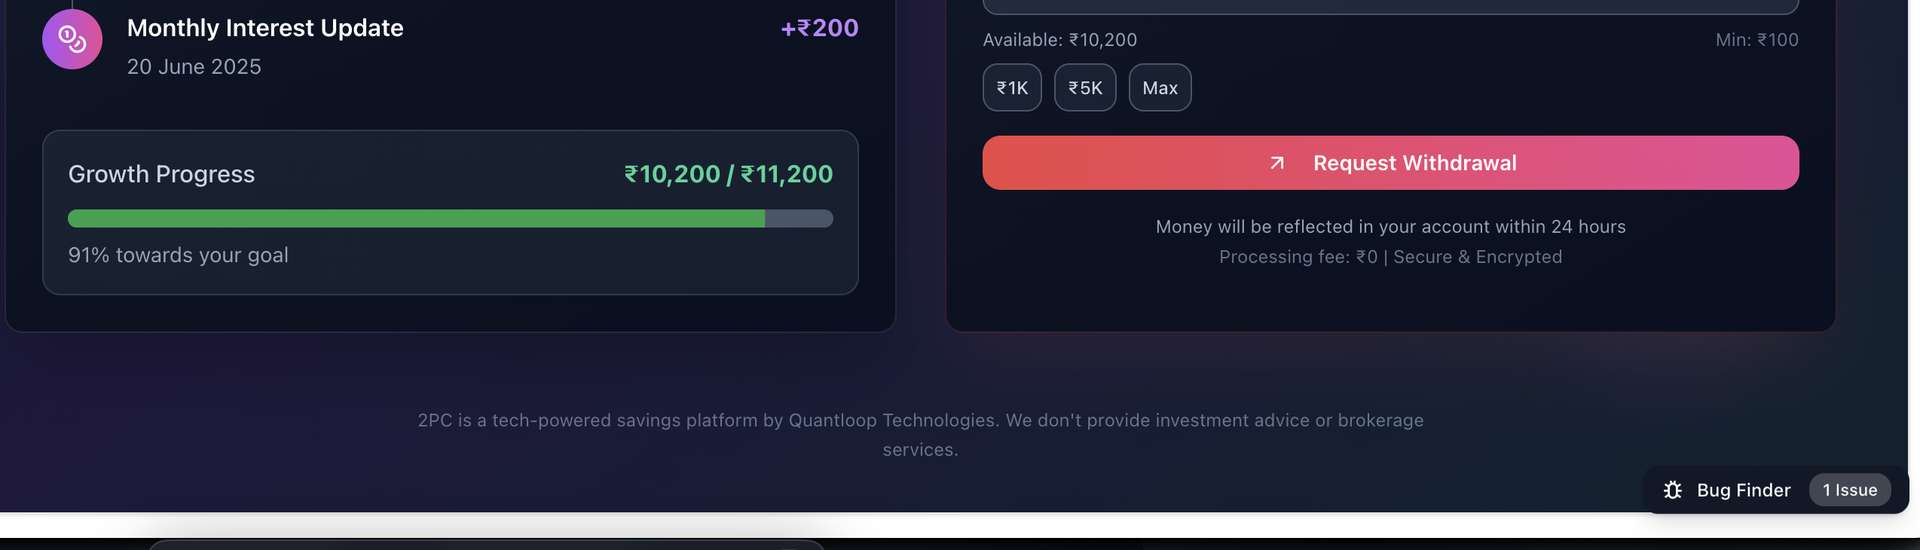 Monthly Interest Update
+₹200
20 June 2025
Growth Progress
₹10,200 / ₹11,200
91% towards your goal
Available: ₹10,200
Min: ₹100
₹1K
₹5K
Max
Request Withdrawal
Money will be reflected in your account within 24 hours
Processing fee: ₹0 | Secure & Encrypted
2PC is a tech-powered savings platform by Quantloop Technologies. We don't provide investment advice or brokerage
services.
Bug Finder
1 Issue